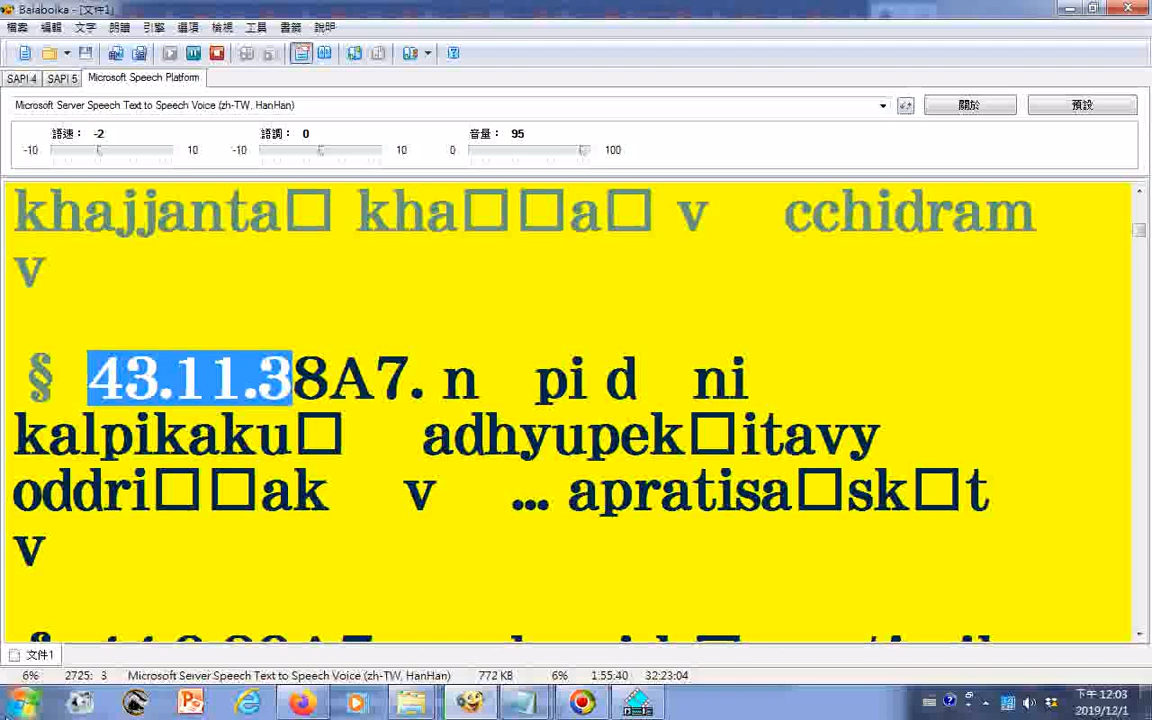 Balabolka - [文件1]
檔案 編輯 文字 朗讀 引擎 選項 檢視 工具 書籤 說明
SAPI 4 SAPI 5 Microsoft Speech Platform
Microsoft Server Speech Text to Speech Voice (zh-TW, HanHan) 關於 預設
語速： -2 語調： 0 音量： 95
-10 10 -10 10 0 100
khajjanta□ kha□□a□ v cchidram
v
§ 43.11.38A7. n pi d ni
kalpikaku□ adhyupek□itavy
oddri□□ak v ... apratisa□sk□t
v
文件1
6% 2725: 3 Microsoft Server Speech Text to Speech Voice (zh-TW, HanHan) 772 KB 6% 1:55:40 32:23:04
下午 12:03
2019/12/1